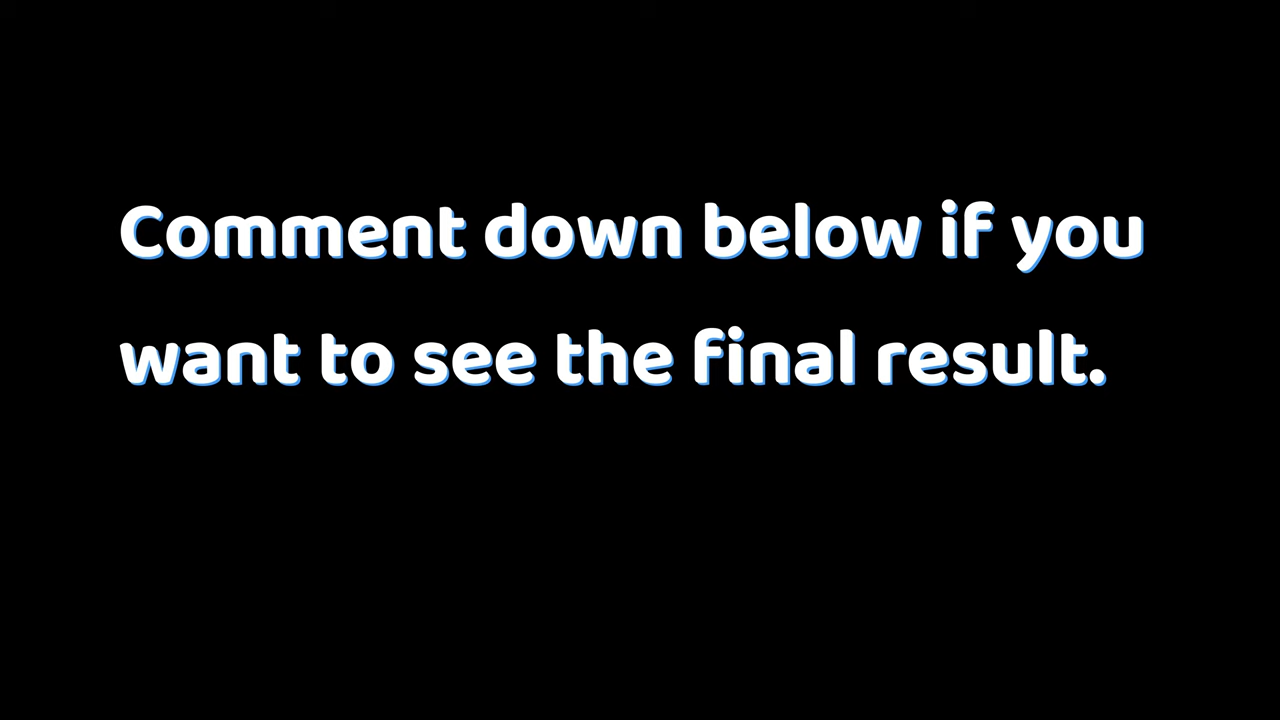 Comment down below if you
want to see the final result.